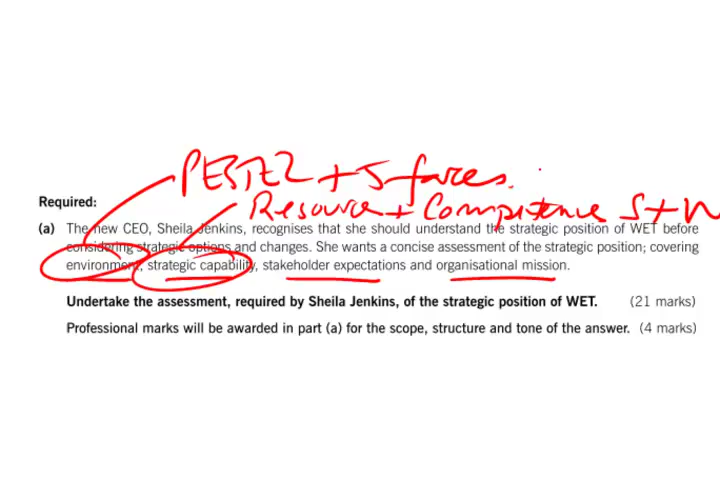 PESTEL + 5 forces.
Resource + Competence S+W
Required:
(a) The new CEO, Sheila Jenkins, recognises that she should understand the strategic position of WET before
considering strategic options and changes. She wants a concise assessment of the strategic position; covering
environment, strategic capability, stakeholder expectations and organisational mission.
Undertake the assessment, required by Sheila Jenkins, of the strategic position of WET. (21 marks)
Professional marks will be awarded in part (a) for the scope, structure and tone of the answer. (4 marks)